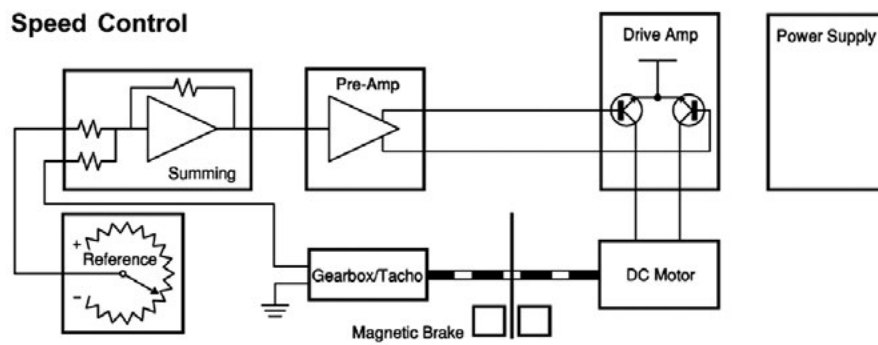 Speed Control
Drive Amp
Power Supply
Pre-Amp
Summing
+
Reference
−
Gearbox/Tacho
DC Motor
Magnetic Brake